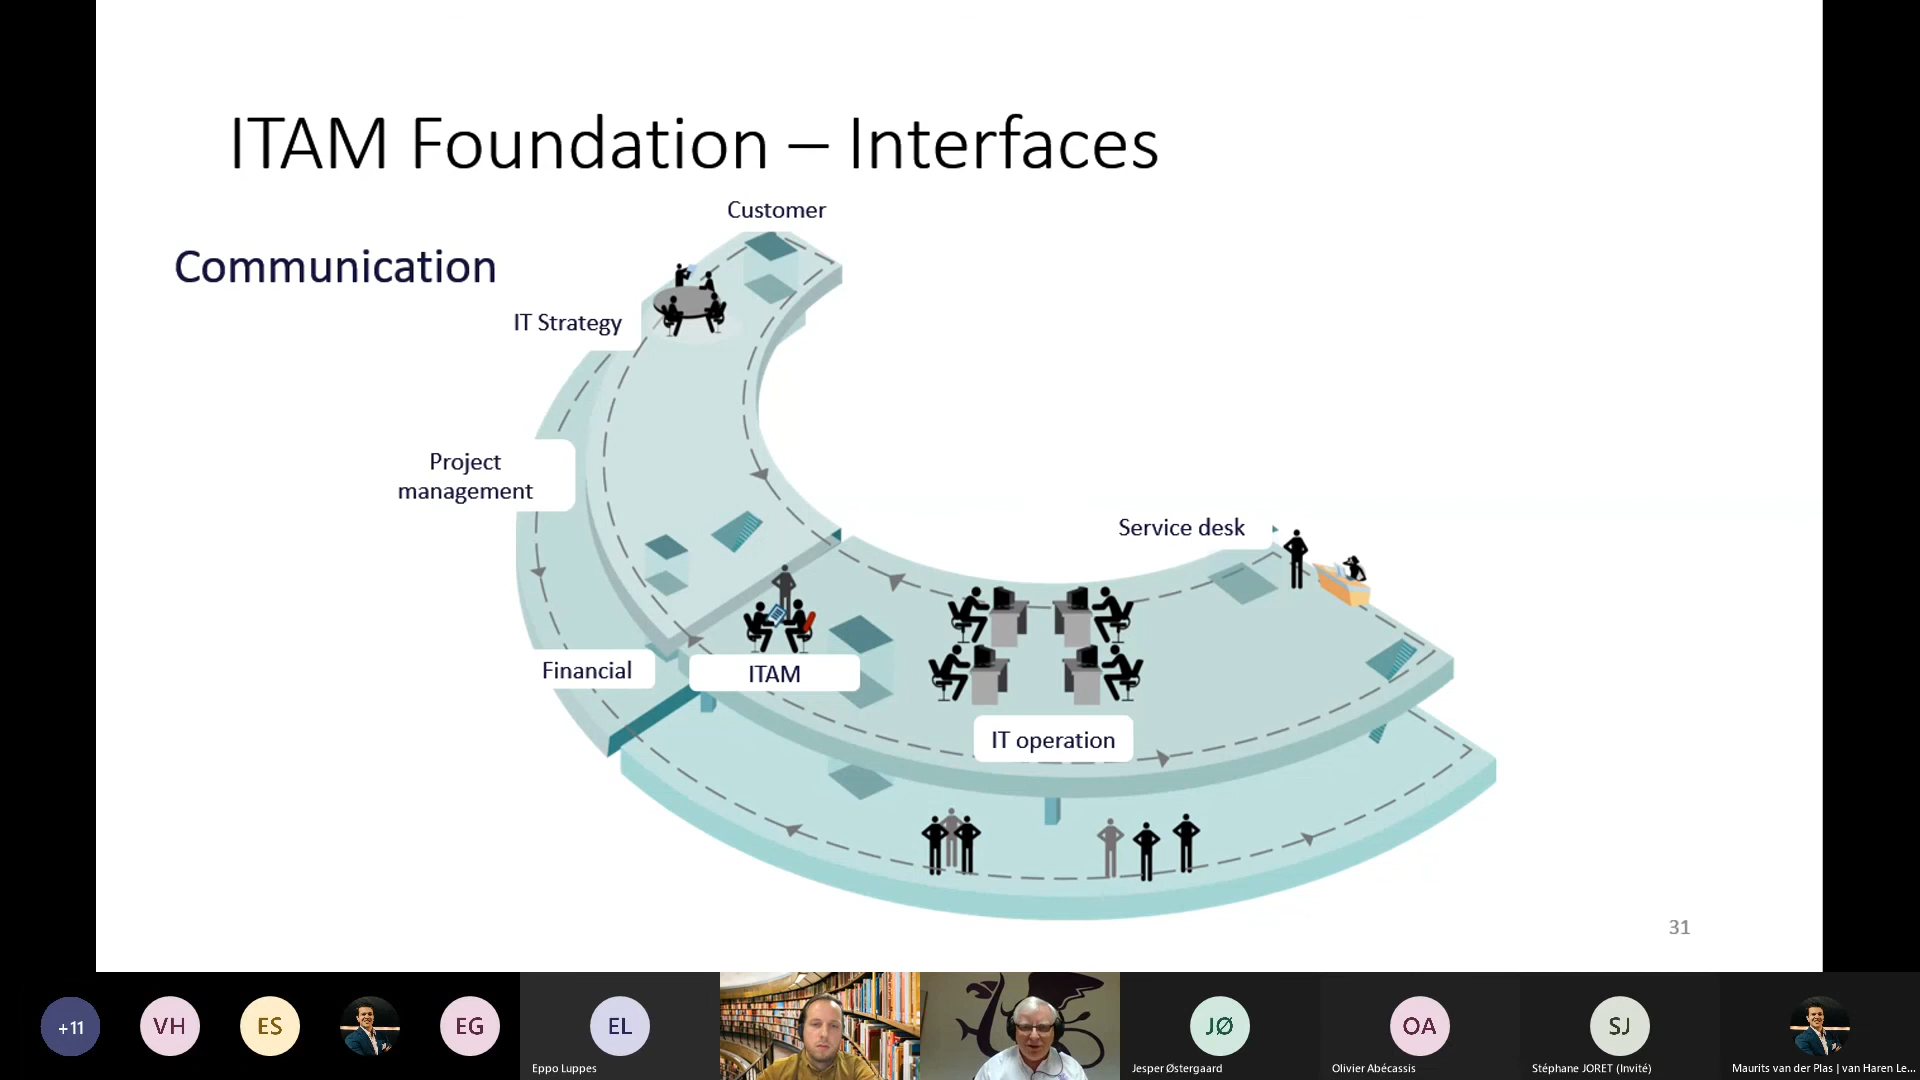 ITAM Foundation – Interfaces
Customer
Communication
IT Strategy
Project
management
Service desk
Financial
ITAM
IT operation
31
+11
VH
ES
EG
EL
Eppo Luppes
JØ
Jesper Østergaard
OA
Olivier Abécassis
SJ
Stéphane JORET (Invité)
Maurits van der Plas | van Haren Le...